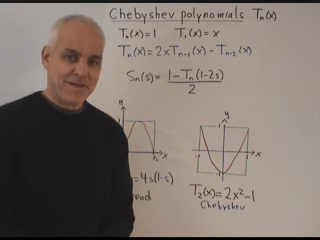 Chebyshev polynomials Tn(x)
T₀(x)=1 T₁(x)=x
Tn(x)=2xTn-1(x)-Tn-2(x)
Sn(s)=1-Tn(1-2s)/2
y
y
x
x
1
=4s(1-s)
T₂(x)=2x²-1
Chebyshev